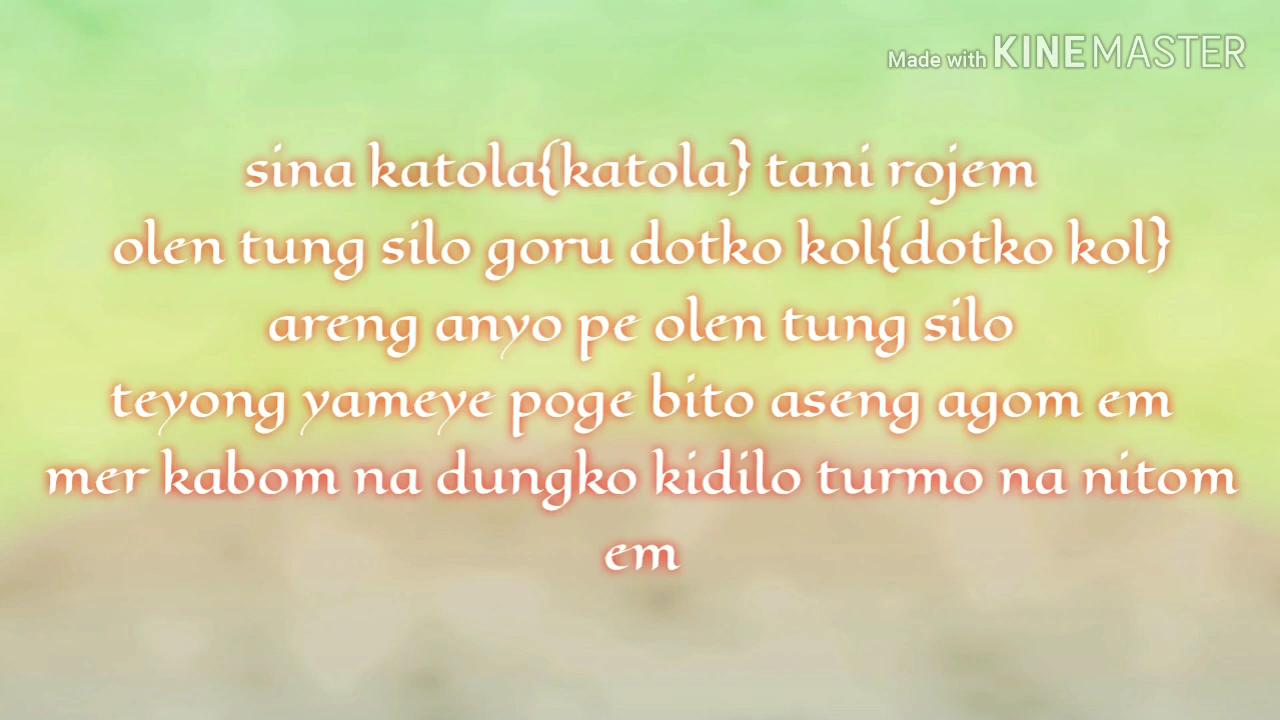 Made with KINEMASTER
sina katola{katola} tani rojem
olen tung silo goru dotko kol{dotko kol}
areng anyo pe olen tung silo
teyong yameye poge bito aseng agom em
mer kabom na dungko kidilo turmo na nitom
em